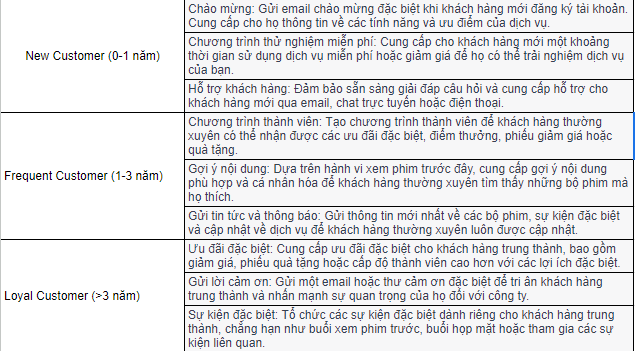 Chào mừng: Gửi email chào mừng đặc biệt khi khách hàng mới đăng ký tài khoản.
Cung cấp cho họ thông tin về các tính năng và ưu điểm của dịch vụ.
New Customer (0-1 năm)
Chương trình thử nghiệm miễn phí: Cung cấp cho khách hàng mới một khoảng
thời gian sử dụng dịch vụ miễn phí hoặc giảm giá để họ có thể trải nghiệm dịch vụ
của bạn.
Hỗ trợ khách hàng: Đảm bảo sẵn sàng giải đáp câu hỏi và cung cấp hỗ trợ cho
khách hàng mới qua email, chat trực tuyến hoặc điện thoại.
Chương trình thành viên: Tạo chương trình thành viên để khách hàng thường
xuyên có thể nhận được các ưu đãi đặc biệt, điểm thưởng, phiếu giảm giá hoặc
quà tặng.
Frequent Customer (1-3 năm)
Gợi ý nội dung: Dựa trên hành vi xem phim trước đây, cung cấp gợi ý nội dung
phù hợp và cá nhân hóa để khách hàng thường xuyên tìm thấy những bộ phim mà
họ thích.
Gửi tin tức và thông báo: Gửi thông tin mới nhất về các bộ phim, sự kiện đặc biệt
và cập nhật về dịch vụ để khách hàng thường xuyên luôn được cập nhật.
Ưu đãi đặc biệt: Cung cấp ưu đãi đặc biệt cho khách hàng trung thành, bao gồm
giảm giá, phiếu quà tặng hoặc cấp độ thành viên cao hơn với các lợi ích đặc biệt.
Loyal Customer (>3 năm)
Gửi lời cảm ơn: Gửi một email hoặc thư cảm ơn đặc biệt để tri ân khách hàng
trung thành và nhấn mạnh sự quan trọng của họ đối với công ty.
Sự kiện đặc biệt: Tổ chức các sự kiện đặc biệt dành riêng cho khách hàng trung
thành, chẳng hạn như buổi xem phim trước, buổi họp mặt hoặc tham gia các sự
kiện liên quan.